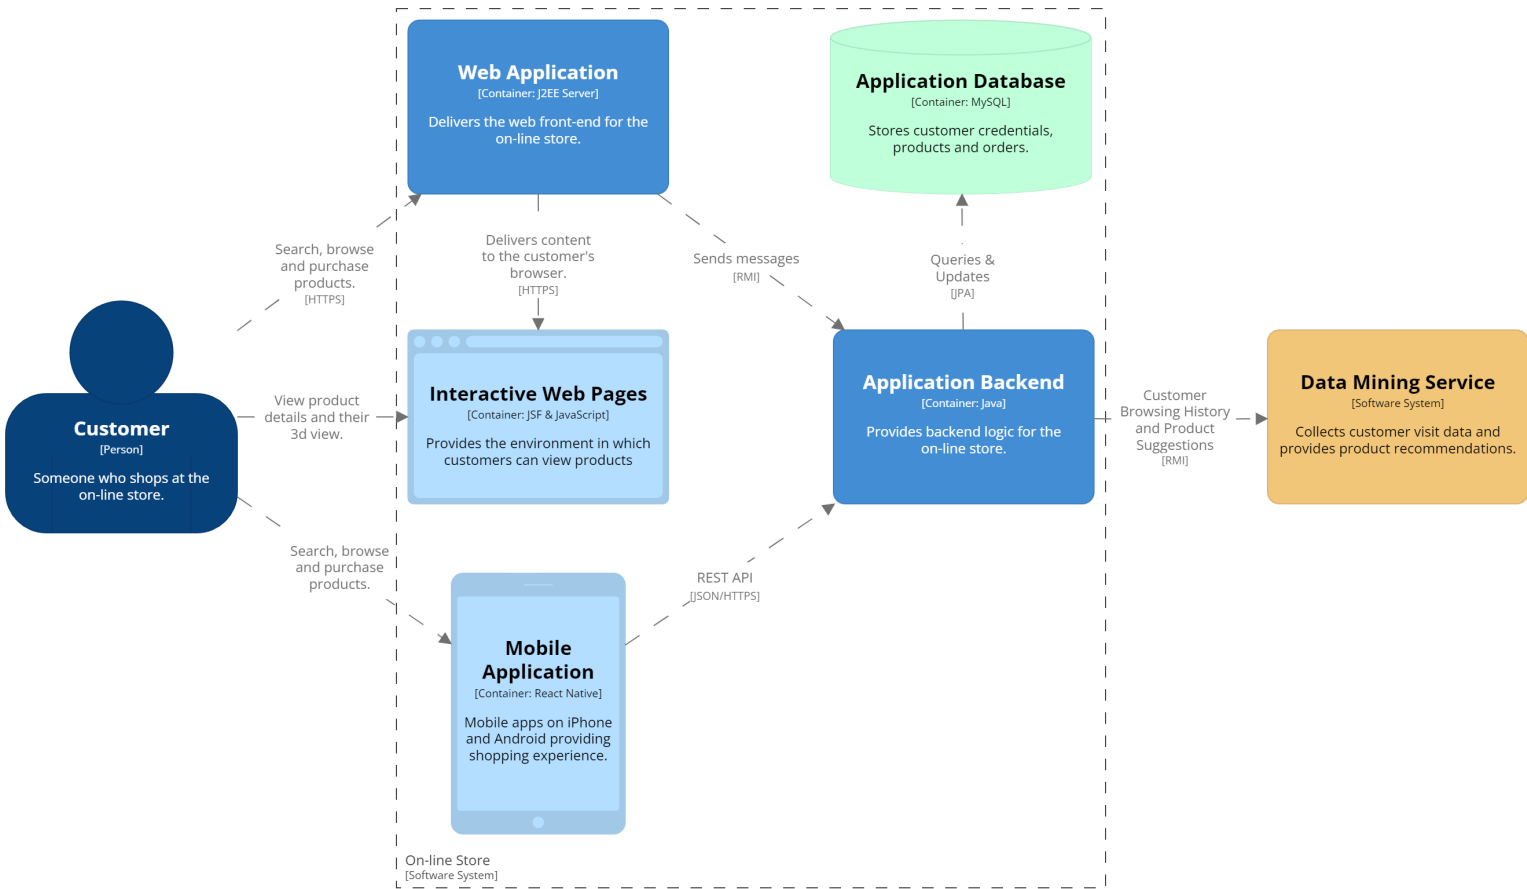 Web Application
[Container: J2EE Server]
Delivers the web front-end for the
on-line store.
Application Database
[Container: MySQL]
Stores customer credentials,
products and orders.
Search, browse
and purchase
products.
[HTTPS]
Delivers content
to the customer's
browser.
[HTTPS]
Sends messages
[RMI]
Queries &
Updates
[JPA]
Customer
[Person]
Someone who shops at the
on-line store.
View product
details and their
3d view.
Interactive Web Pages
[Container: JSF & JavaScript]
Provides the environment in which
customers can view products
Application Backend
[Container: Java]
Provides backend logic for the
on-line store.
Customer
Browsing History
and Product
Suggestions
[RMI]
Data Mining Service
[Software System]
Collects customer visit data and
provides product recommendations.
Search, browse
and purchase
products.
REST API
[JSON/HTTPS]
Mobile
Application
[Container: React Native]
Mobile apps on iPhone
and Android providing
shopping experience.
On-line Store
[Software System]